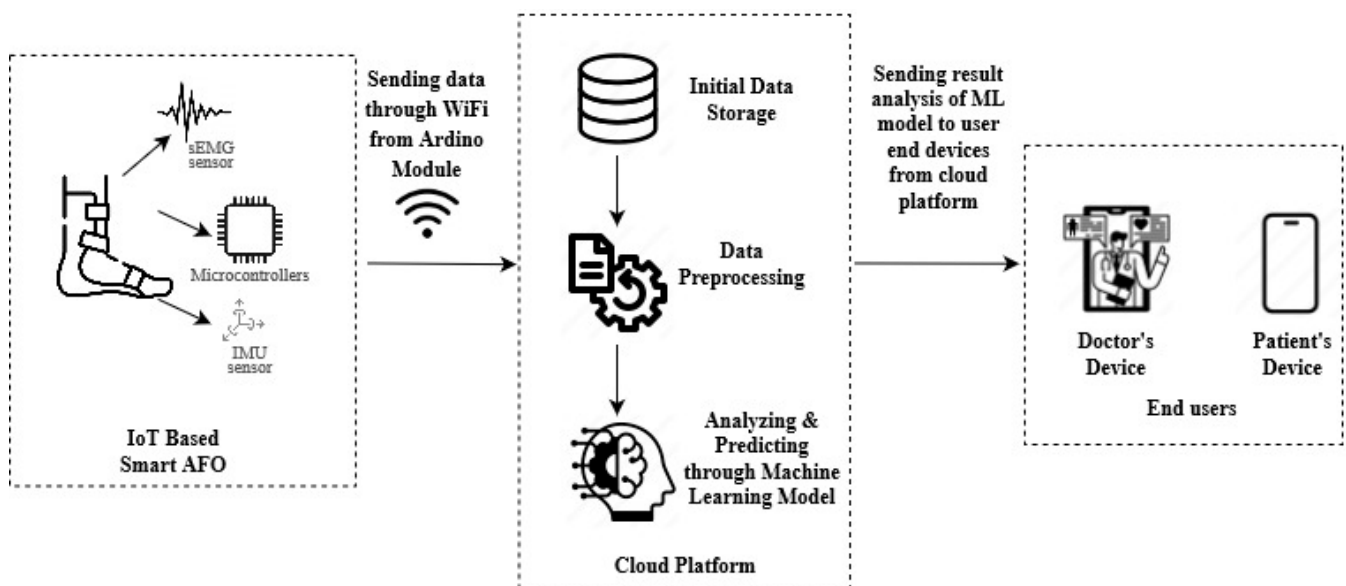 sEMG
sensor
Microcontrollers
IMU
sensor
IoT Based
Smart AFO
Sending data
through WiFi
from Ardino
Module
Initial Data
Storage
Data
Preprocessing
Analyzing &
Predicting
through Machine
Learning Model
Cloud Platform
Sending result
analysis of ML
model to user
end devices
from cloud
platform
Doctor's
Device
Patient's
Device
End users